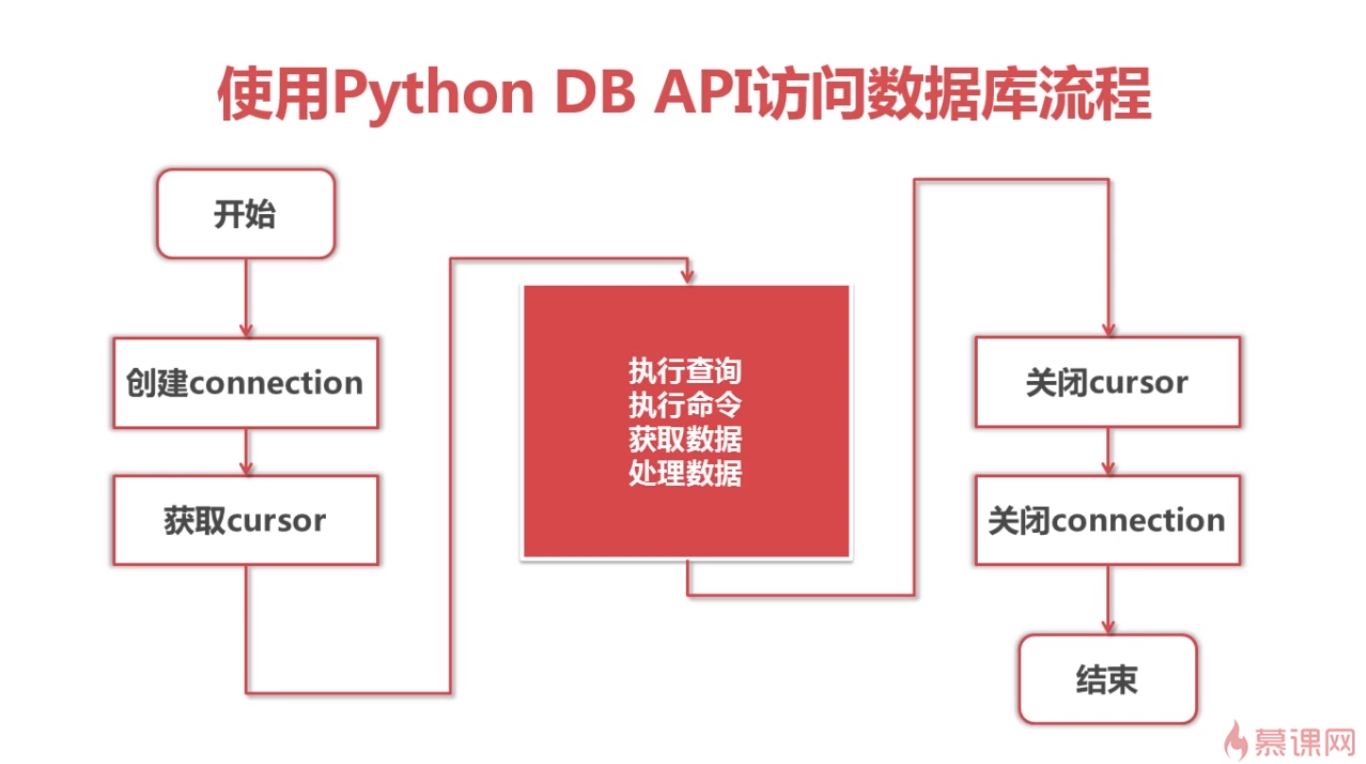 使用Python DB API访问数据库流程
开始
创建connection
获取cursor
执行查询
执行命令
获取数据
处理数据
关闭cursor
关闭connection
结束
慕课网